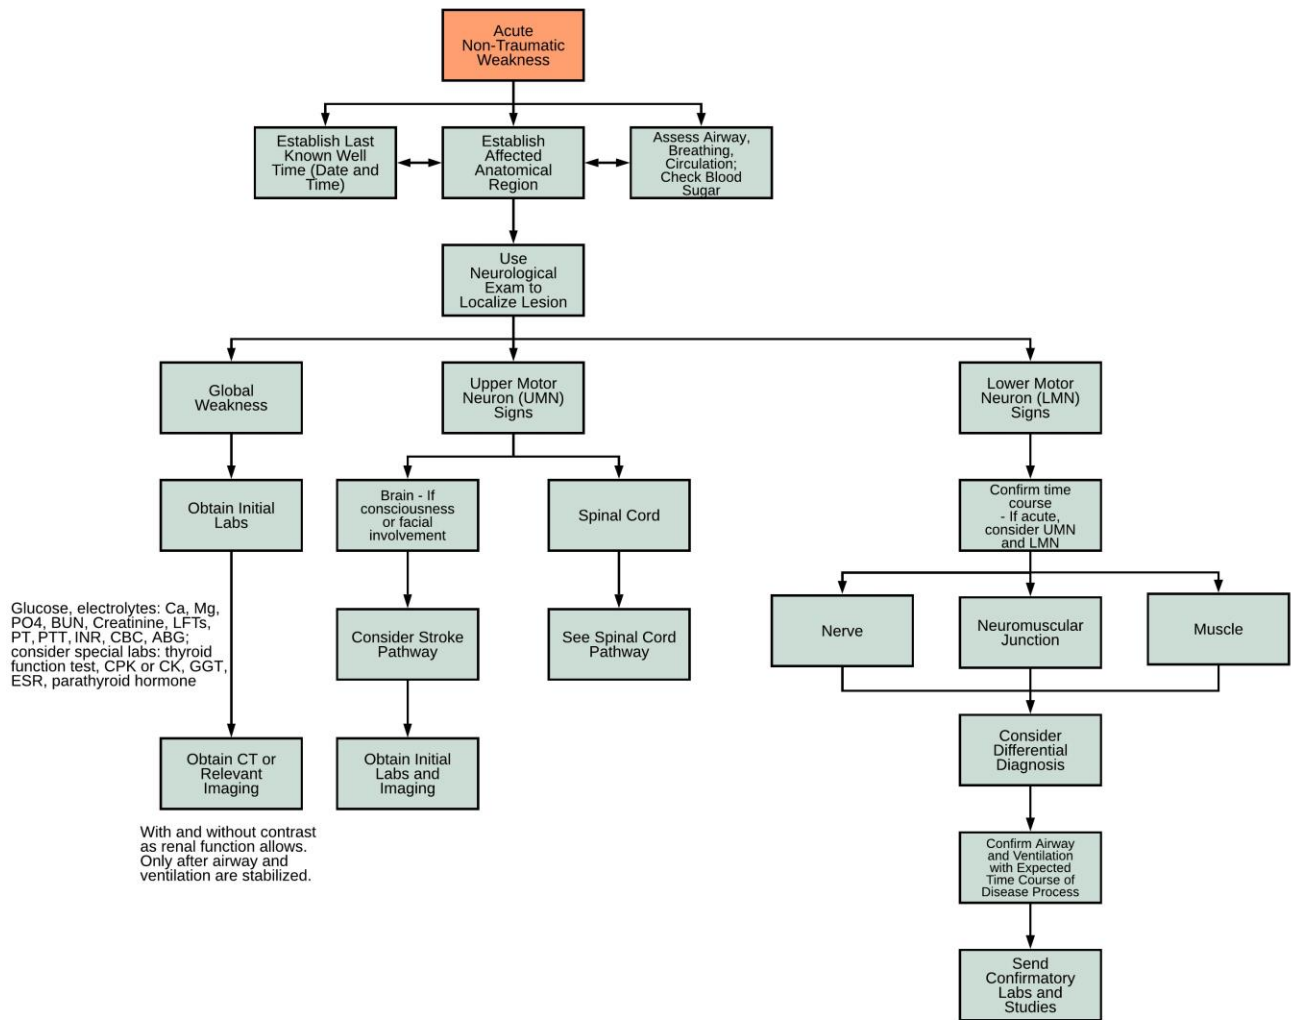 Acute
Non-Traumatic
Weakness
Establish Last
Known Well
Time (Date and
Time)
Establish
Affected
Anatomical
Region
Assess Airway,
Breathing,
Circulation;
Check Blood
Sugar
Use
Neurological
Exam to
Localize Lesion
Global
Weakness
Upper Motor
Neuron (UMN)
Signs
Lower Motor
Neuron (LMN)
Signs
Obtain Initial
Labs
Brain - If
consciousness
or facial
involvement
Spinal Cord
Confirm time
course
- If acute,
consider UMN
and LMN
Glucose, electrolytes: Ca, Mg,
PO4, BUN, Creatinine, LFTs,
PT, PTT, INR, CBC, ABG;
consider special labs: thyroid
function test, CPK or CK, GGT,
ESR, parathyroid hormone
Consider Stroke
Pathway
See Spinal Cord
Pathway
Nerve
Neuromuscular
Junction
Muscle
Obtain CT or
Relevant
Imaging
Obtain Initial
Labs and
Imaging
Consider
Differential
Diagnosis
With and without contrast
as renal function allows.
Only after airway and
ventilation are stabilized.
Confirm Airway
and Ventilation
with Expected
Time Course of
Disease Process
Send
Confirmatory
Labs and
Studies